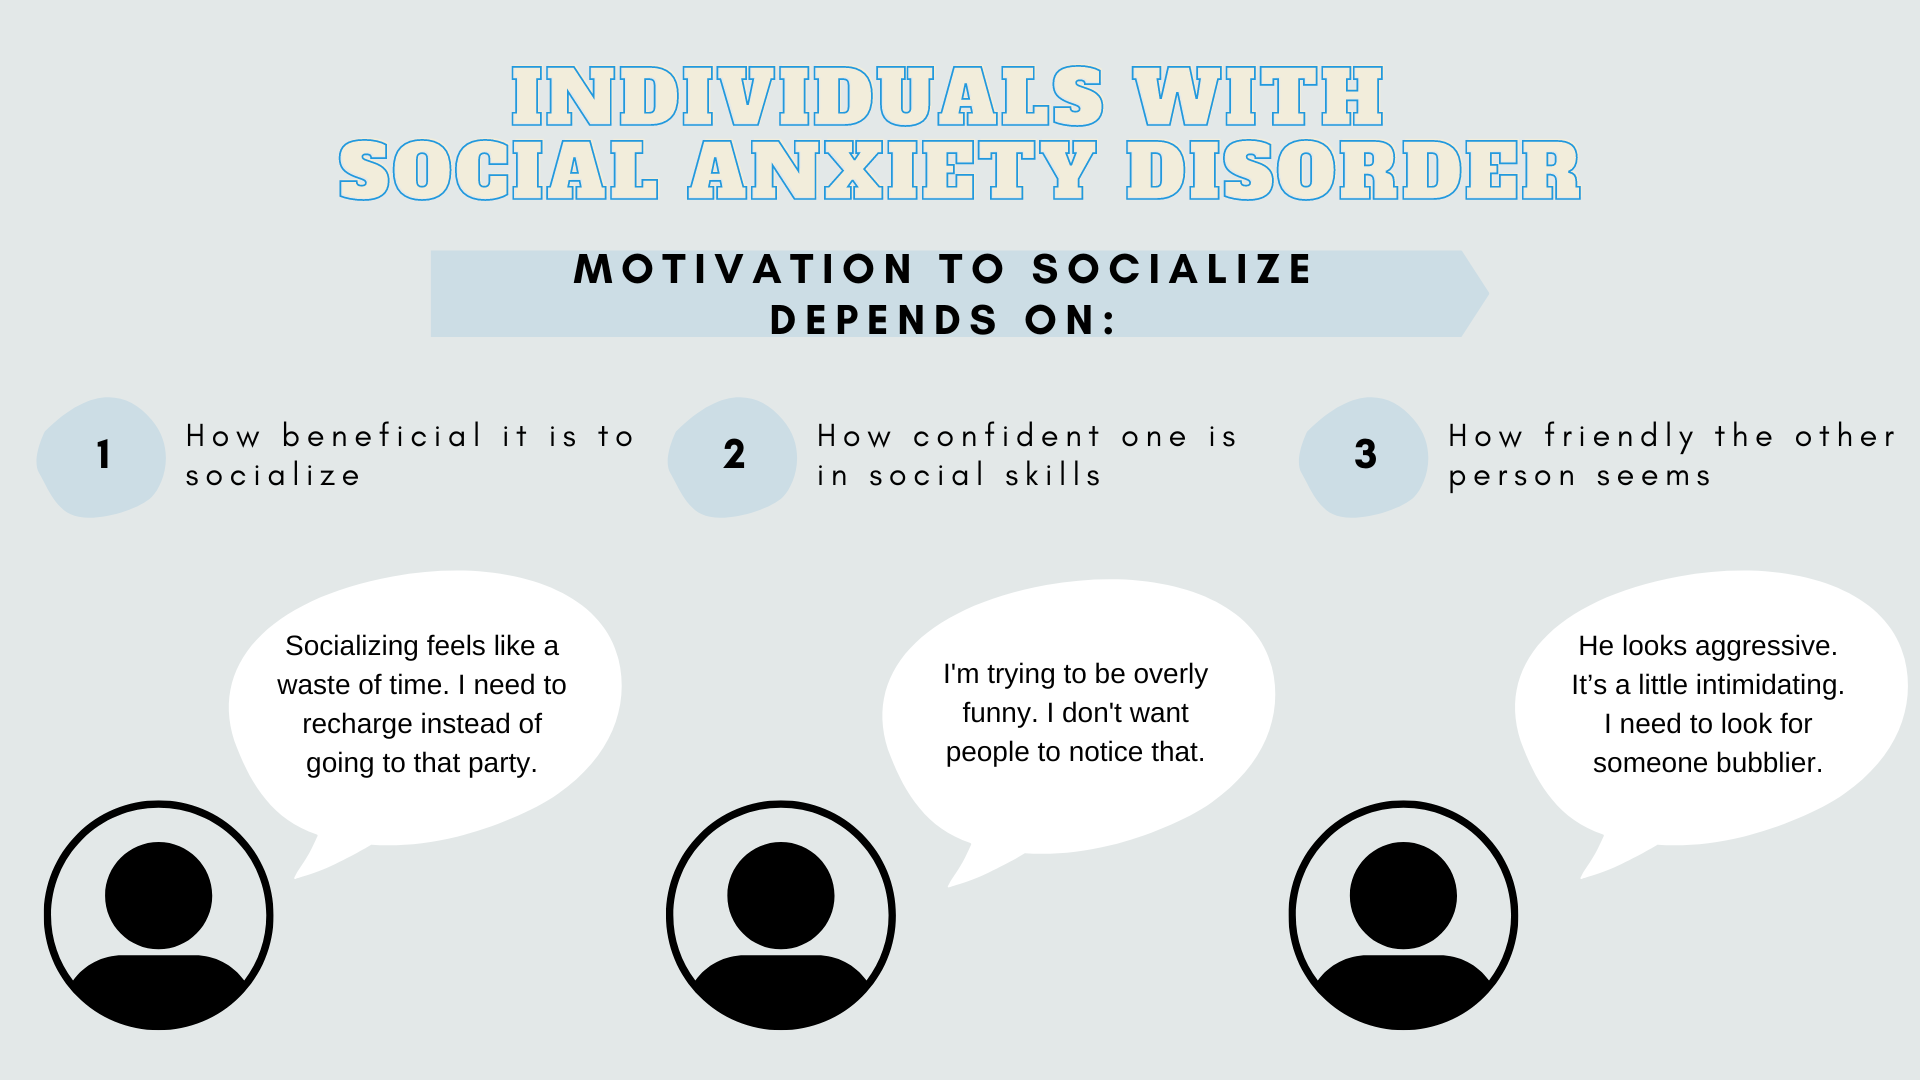 INDIVIDUALS WITH
SOCIAL ANXIETY DISORDER
MOTIVATION TO SOCIALIZE
DEPENDS ON:
1
How beneficial it is to
socialize
2
How confident one is
in social skills
3
How friendly the other
person seems
Socializing feels like a
waste of time. I need to
recharge instead of
going to that party.
I'm trying to be overly
funny. I don't want
people to notice that.
He looks aggressive.
It’s a little intimidating.
I need to look for
someone bubblier.